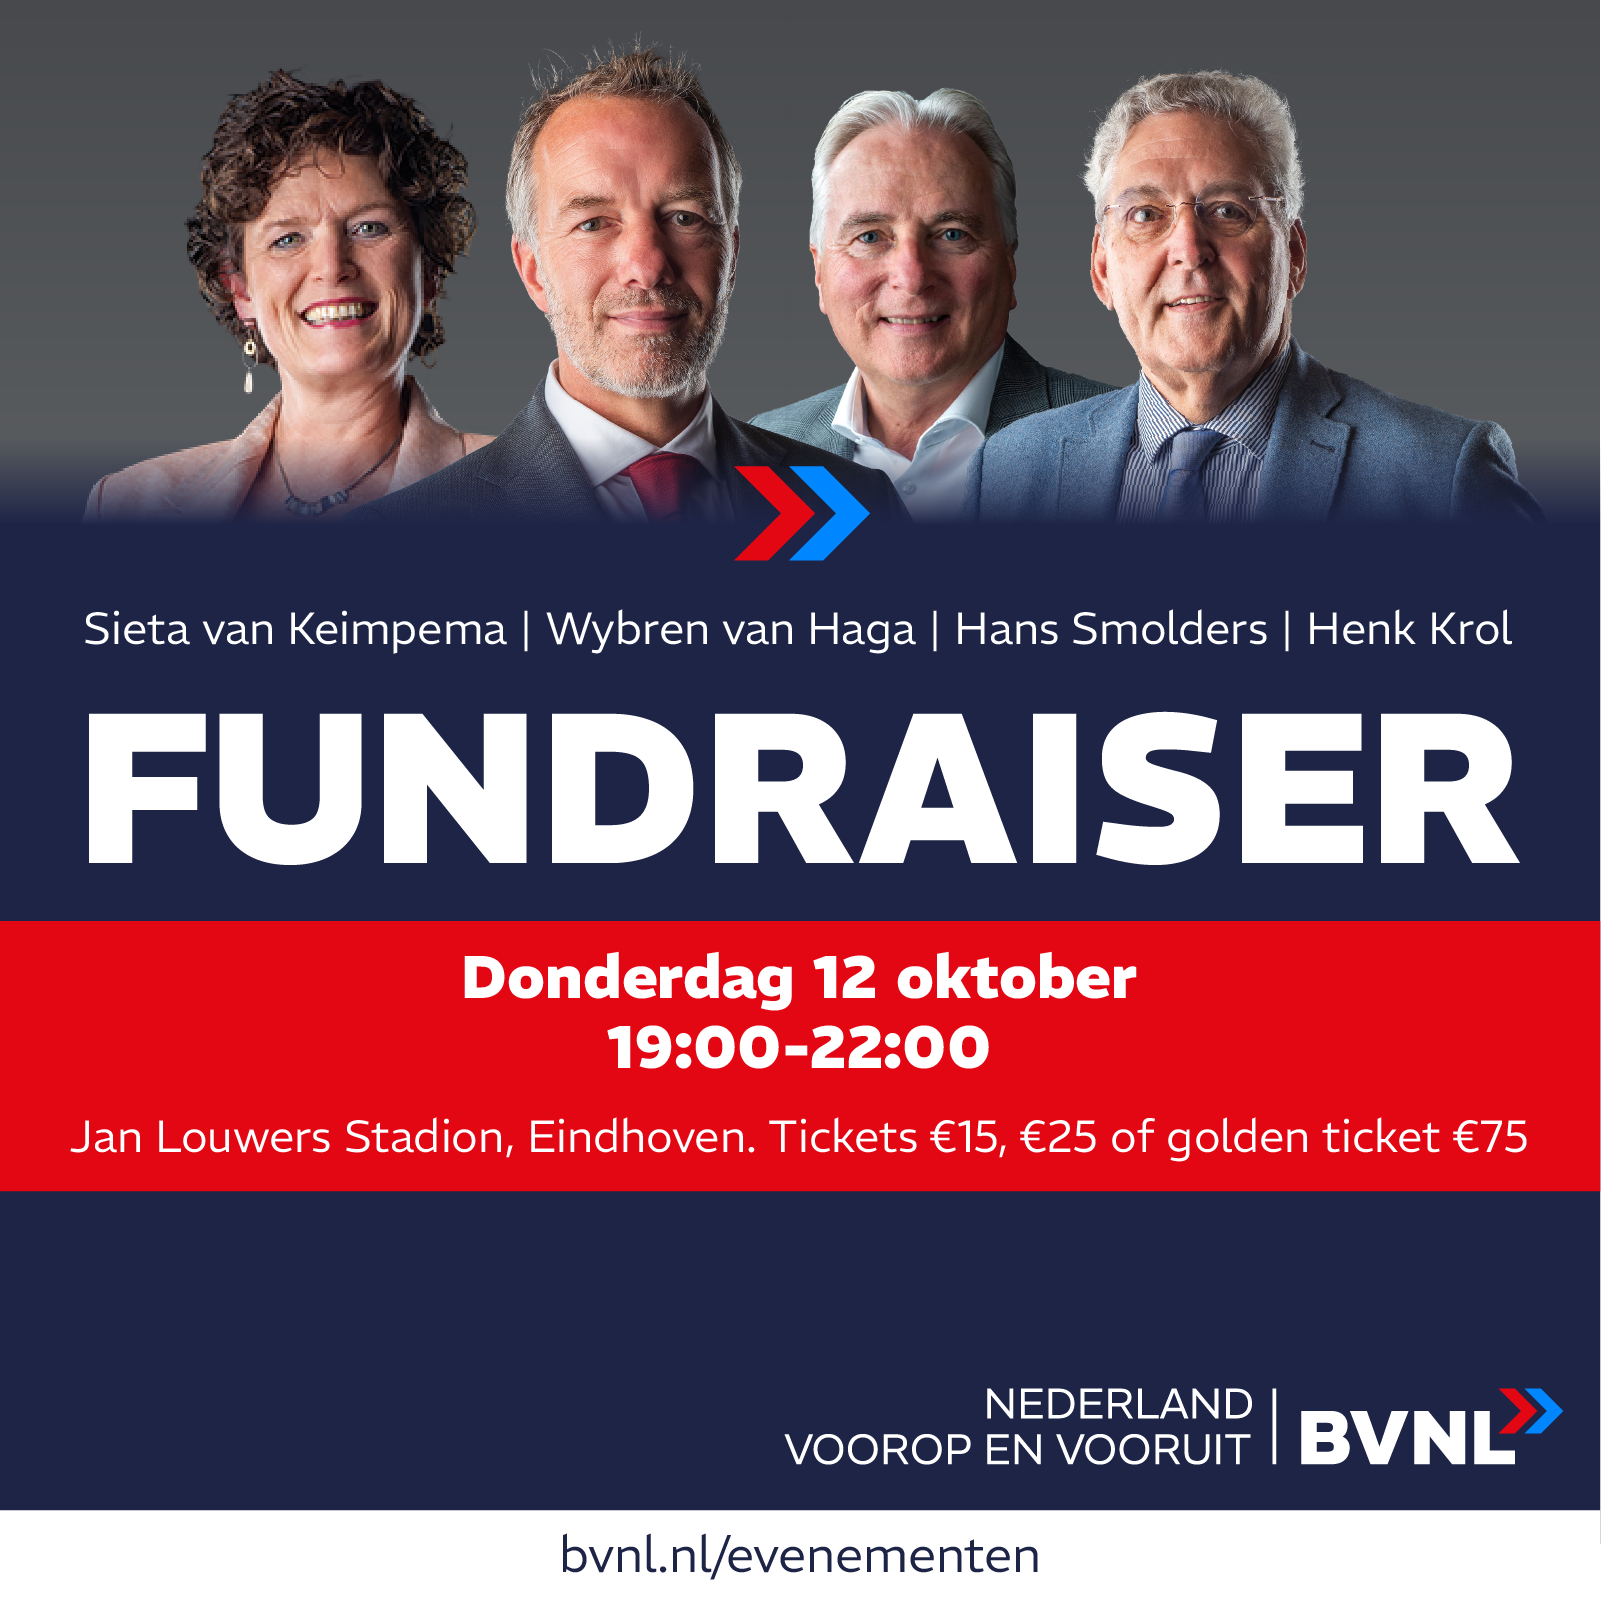 Sieta van Keimpema | Wybren van Haga | Hans Smolders | Henk Krol
FUNDRAISER
Donderdag 12 oktober
19:00-22:00
Jan Louwers Stadion, Eindhoven. Tickets €15, €25 of golden ticket €75
NEDERLAND
VOOROP EN VOORUIT | BVNL
bvnl.nl/evenementen